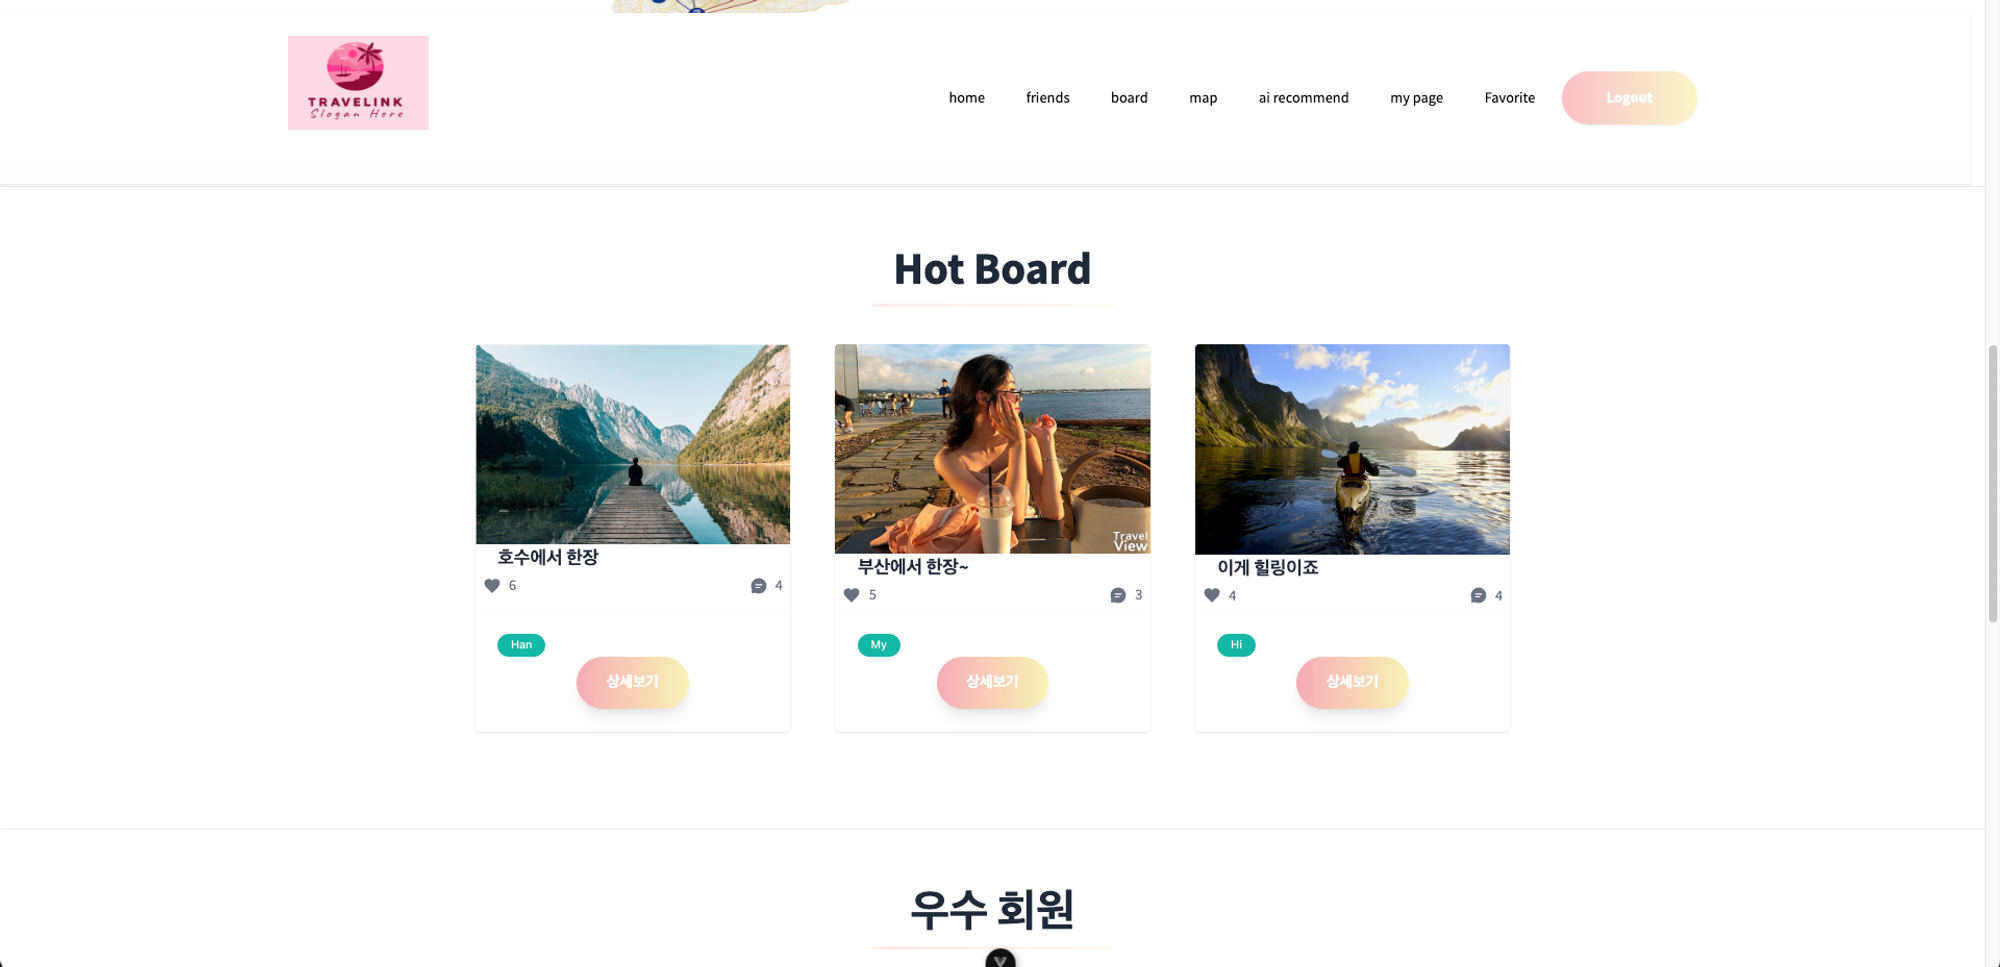 TRAVELINK
Slogan Here
home
friends
board
map
ai recommend
my page
Favorite
Logout
Hot Board
Travel
View
호수에서 한장
6
4
부산에서 한장~
5
3
이게 힐링이죠
4
4
Han
My
Hi
상세보기
상세보기
상세보기
우수 회원